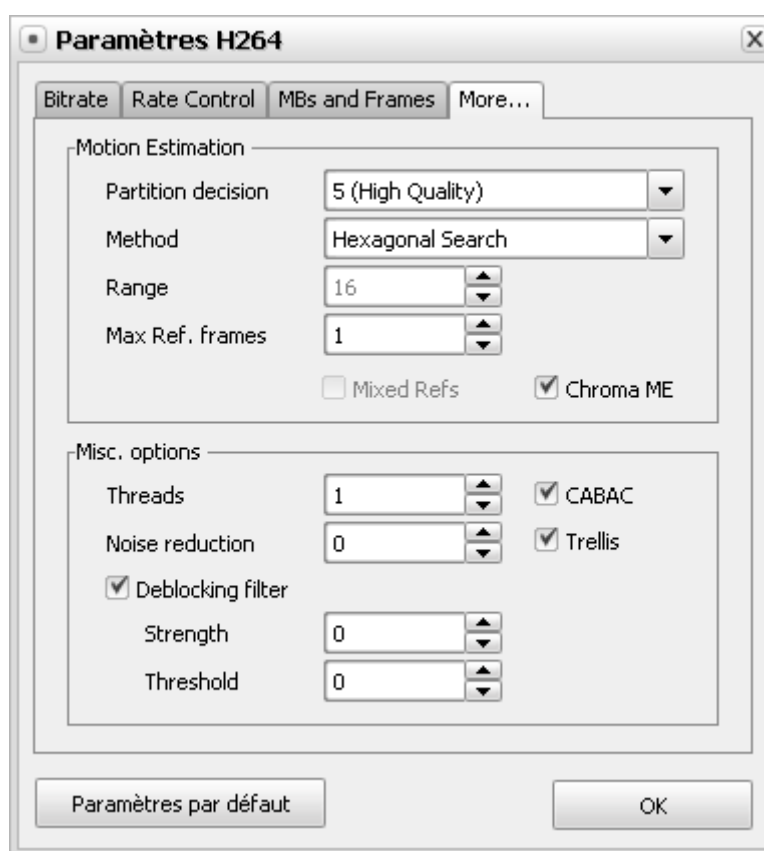 Paramètres H264
Bitrate Rate Control MBs and Frames More...
Motion Estimation
Partition decision 5 (High Quality)
Method Hexagonal Search
Range 16
Max Ref. frames 1
Mixed Refs Chroma ME
Misc. options
Threads 1 CABAC
Noise reduction 0 Trellis
Deblocking filter
Strength 0
Threshold 0
Paramètres par défaut OK